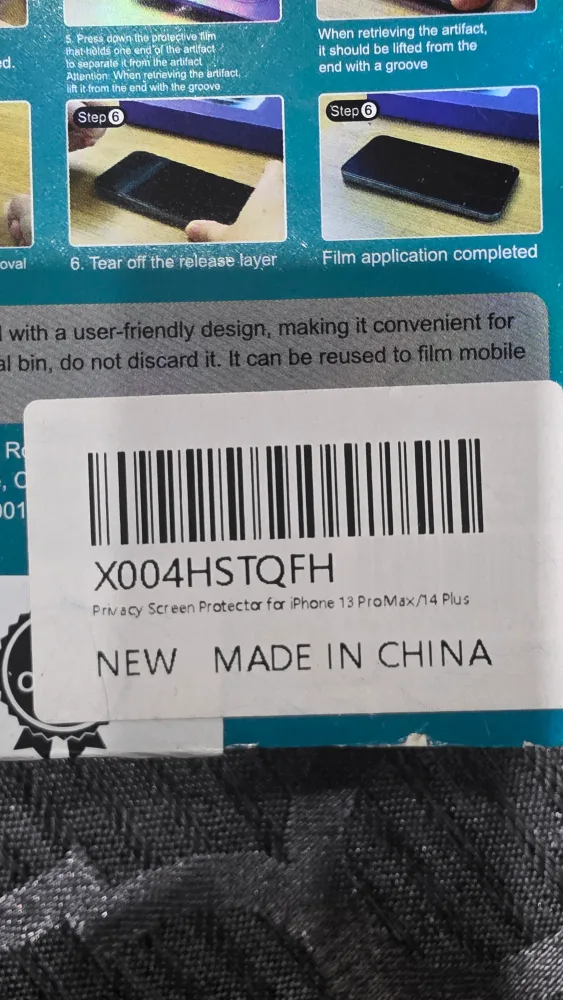 5. Press down the protective film
that holds one end of the artifact
to separate it from the artifact
Attention: When retrieving the artifact,
lift it from the end with the groove
When retrieving the artifact,
it should be lifted from the
end with a groove
Step 6
Step 6
6. Tear off the release layer
Film application completed
with a user-friendly design, making it convenient for
bin, do not discard it. It can be reused to film mobile
X004HSTQFH
Privacy Screen Protector for iPhone 13 ProMax/14 Plus
NEW MADE IN CHINA